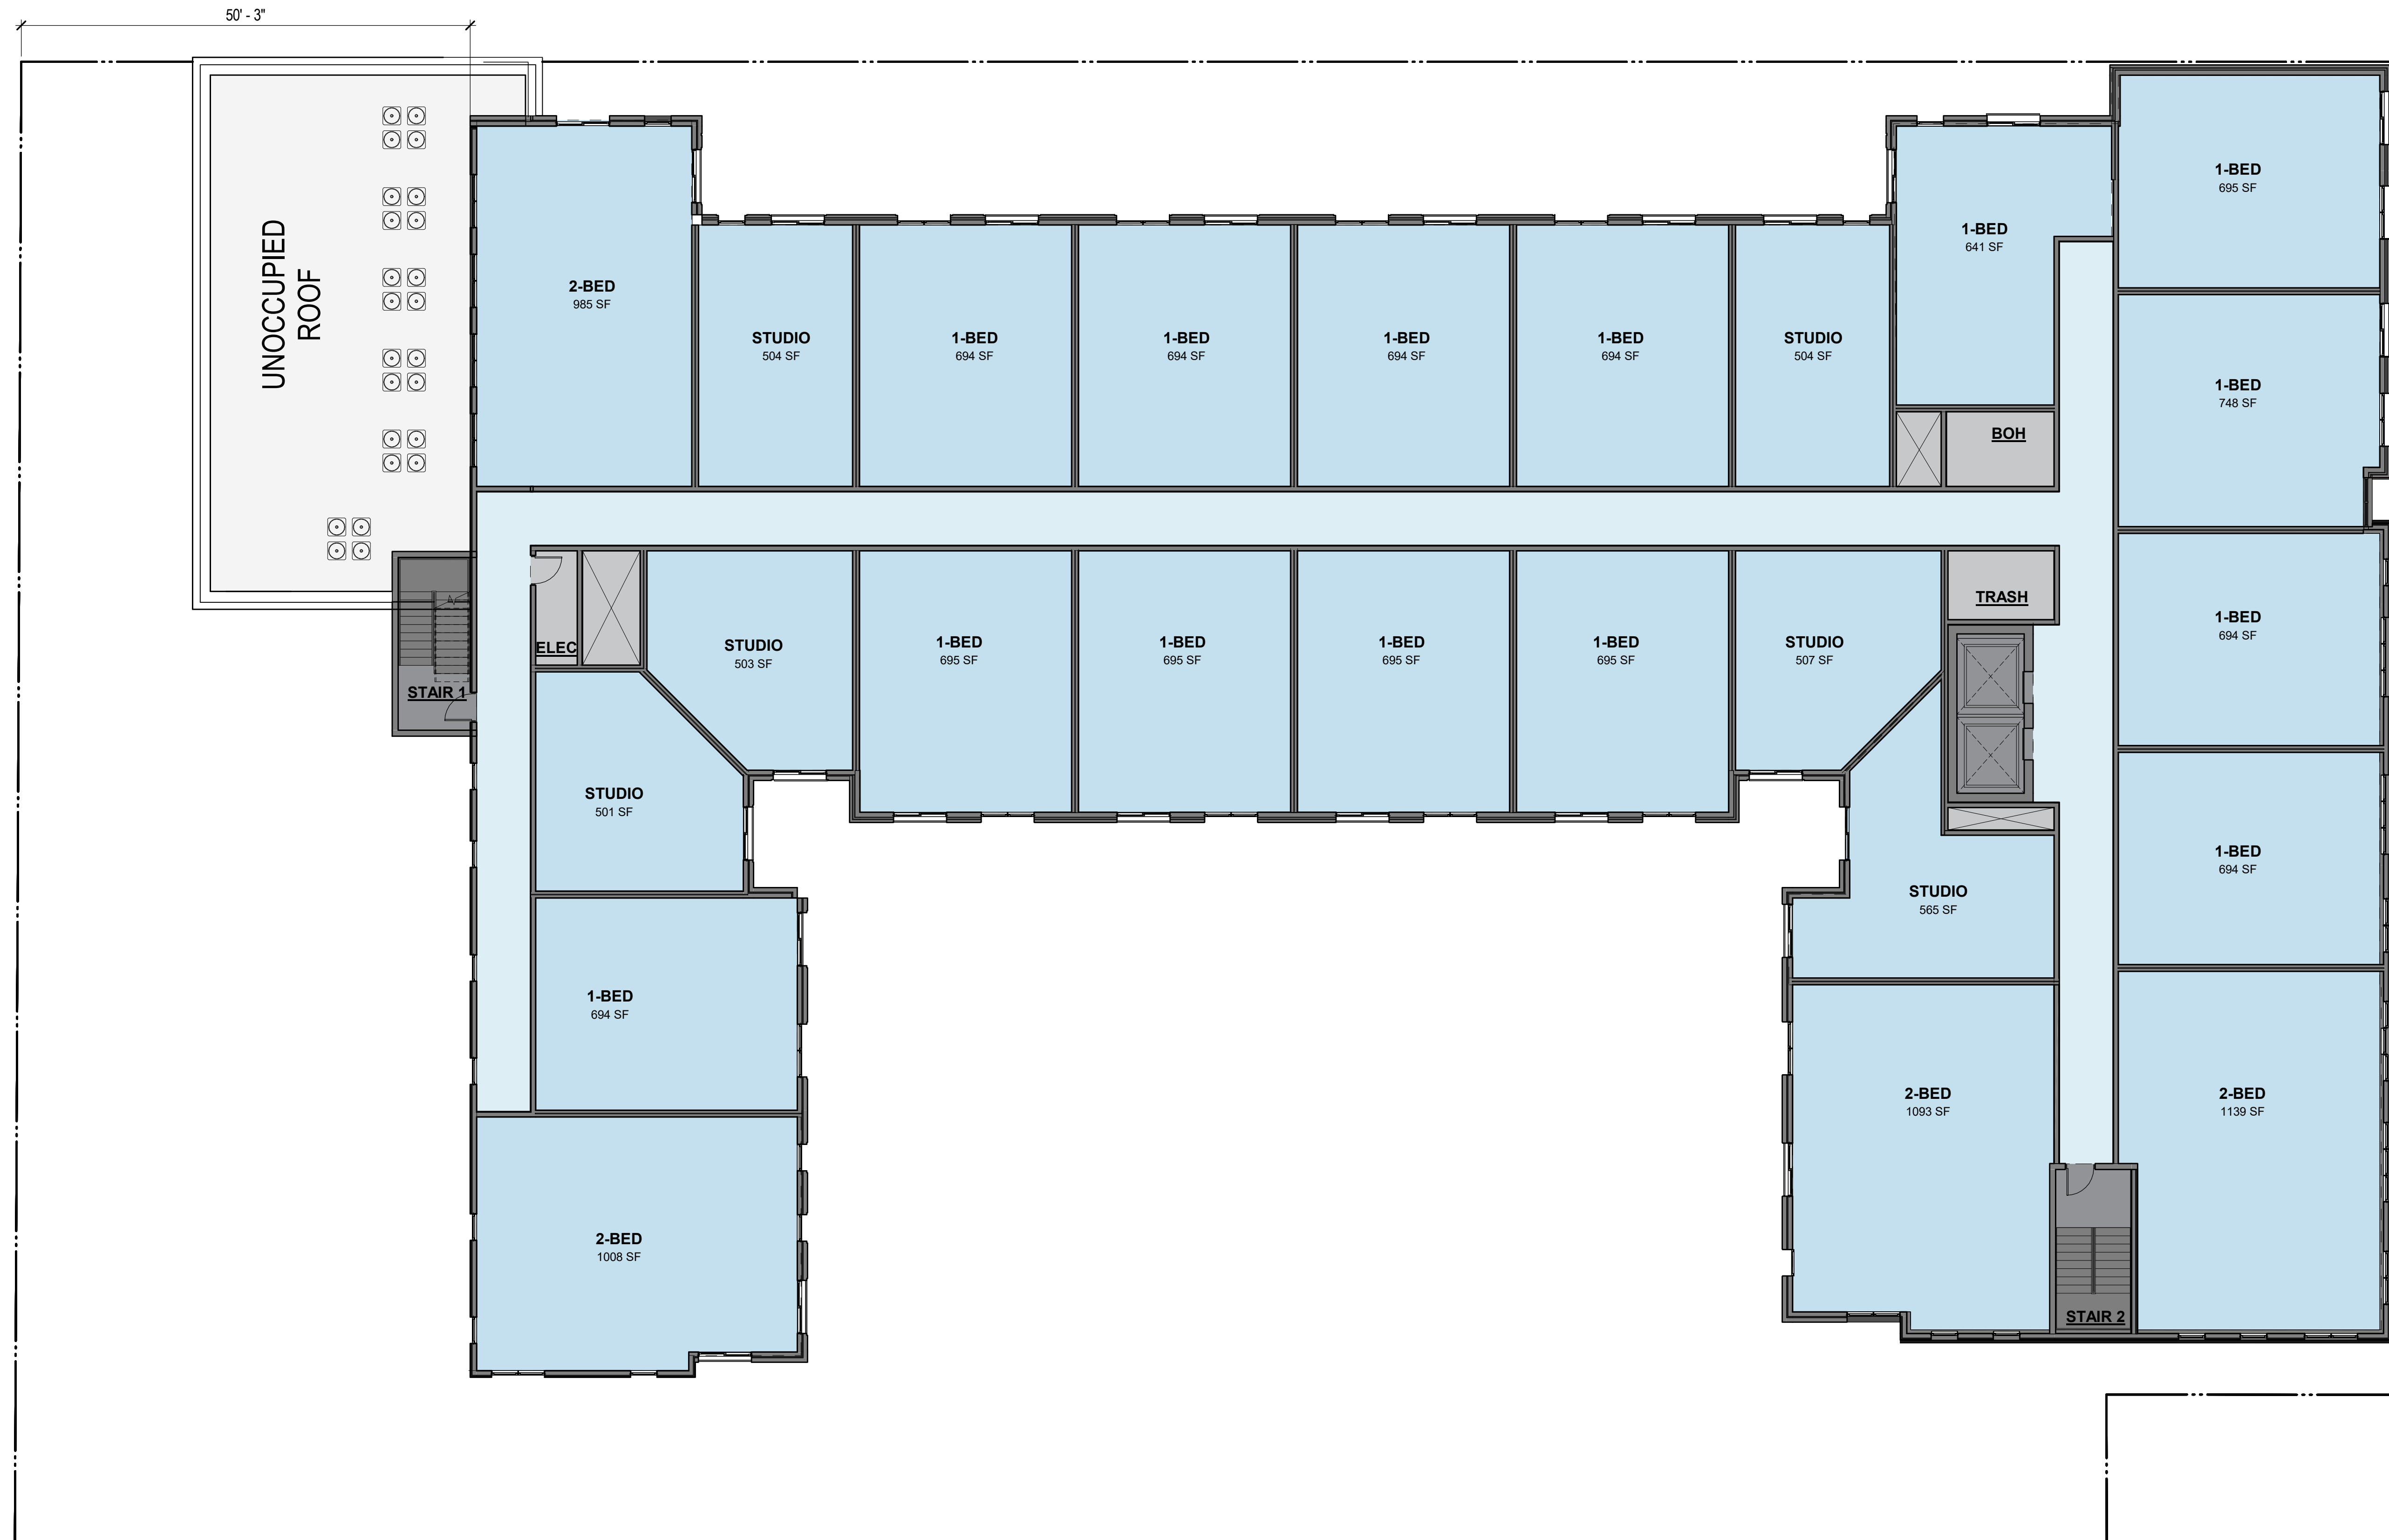 50' - 3"
UNOCCUPIED
ROOF
2-BED
985 SF
STUDIO
504 SF
1-BED
694 SF
1-BED
694 SF
1-BED
694 SF
1-BED
694 SF
STUDIO
504 SF
1-BED
641 SF
1-BED
695 SF
1-BED
748 SF
BOH
ELEC
STAIR 1
STUDIO
503 SF
1-BED
695 SF
1-BED
695 SF
1-BED
695 SF
1-BED
695 SF
STUDIO
507 SF
TRASH
1-BED
694 SF
STUDIO
501 SF
1-BED
694 SF
STUDIO
565 SF
1-BED
694 SF
2-BED
1093 SF
2-BED
1139 SF
2-BED
1008 SF
STAIR 2